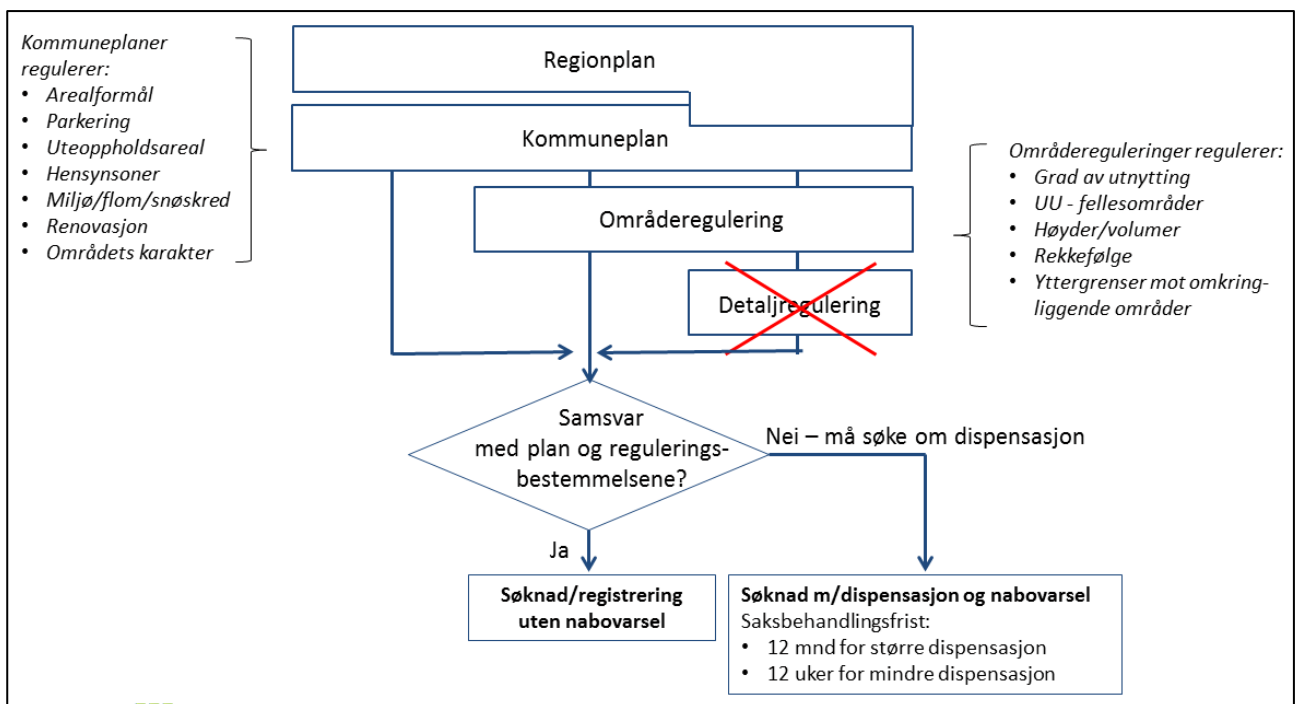 Kommuneplaner
regulerer:
• Arealformål
• Parkering
• Uteoppholdsareal
• Hensynsoner
• Miljø/flom/snøskred
• Renovasjon
• Områdets karakter
Regionplan
Kommuneplan
Områderegulering
Detaljregulering
Områdereguleringer regulerer:
• Grad av utnytting
• UU - fellesområder
• Høyder/volumer
• Rekkefølge
• Yttergrenser mot omkring-
liggende områder
Samsvar
med plan og regulerings-
bestemmelsene?
Nei – må søke om dispensasjon
Ja
Søknad/registrering
uten nabovarsel
Søknad m/dispensasjon og nabovarsel
Saksbehandlingsfrist:
• 12 mnd for større dispensasjon
• 12 uker for mindre dispensasjon